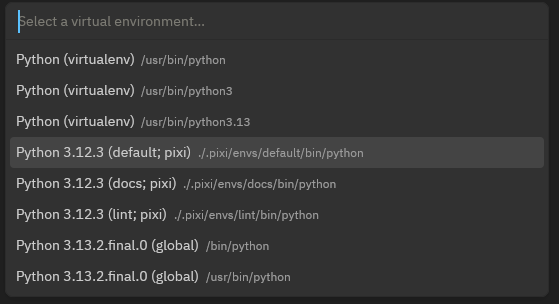 Select a virtual environment...
Python (virtualenv) /usr/bin/python
Python (virtualenv) /usr/bin/python3
Python (virtualenv) /usr/bin/python3.13
Python 3.12.3 (default; pixi) ./.pixi/envs/default/bin/python
Python 3.12.3 (docs; pixi) ./.pixi/envs/docs/bin/python
Python 3.12.3 (lint; pixi) ./.pixi/envs/lint/bin/python
Python 3.13.2.final.0 (global) /bin/python
Python 3.13.2.final.0 (global) /usr/bin/python